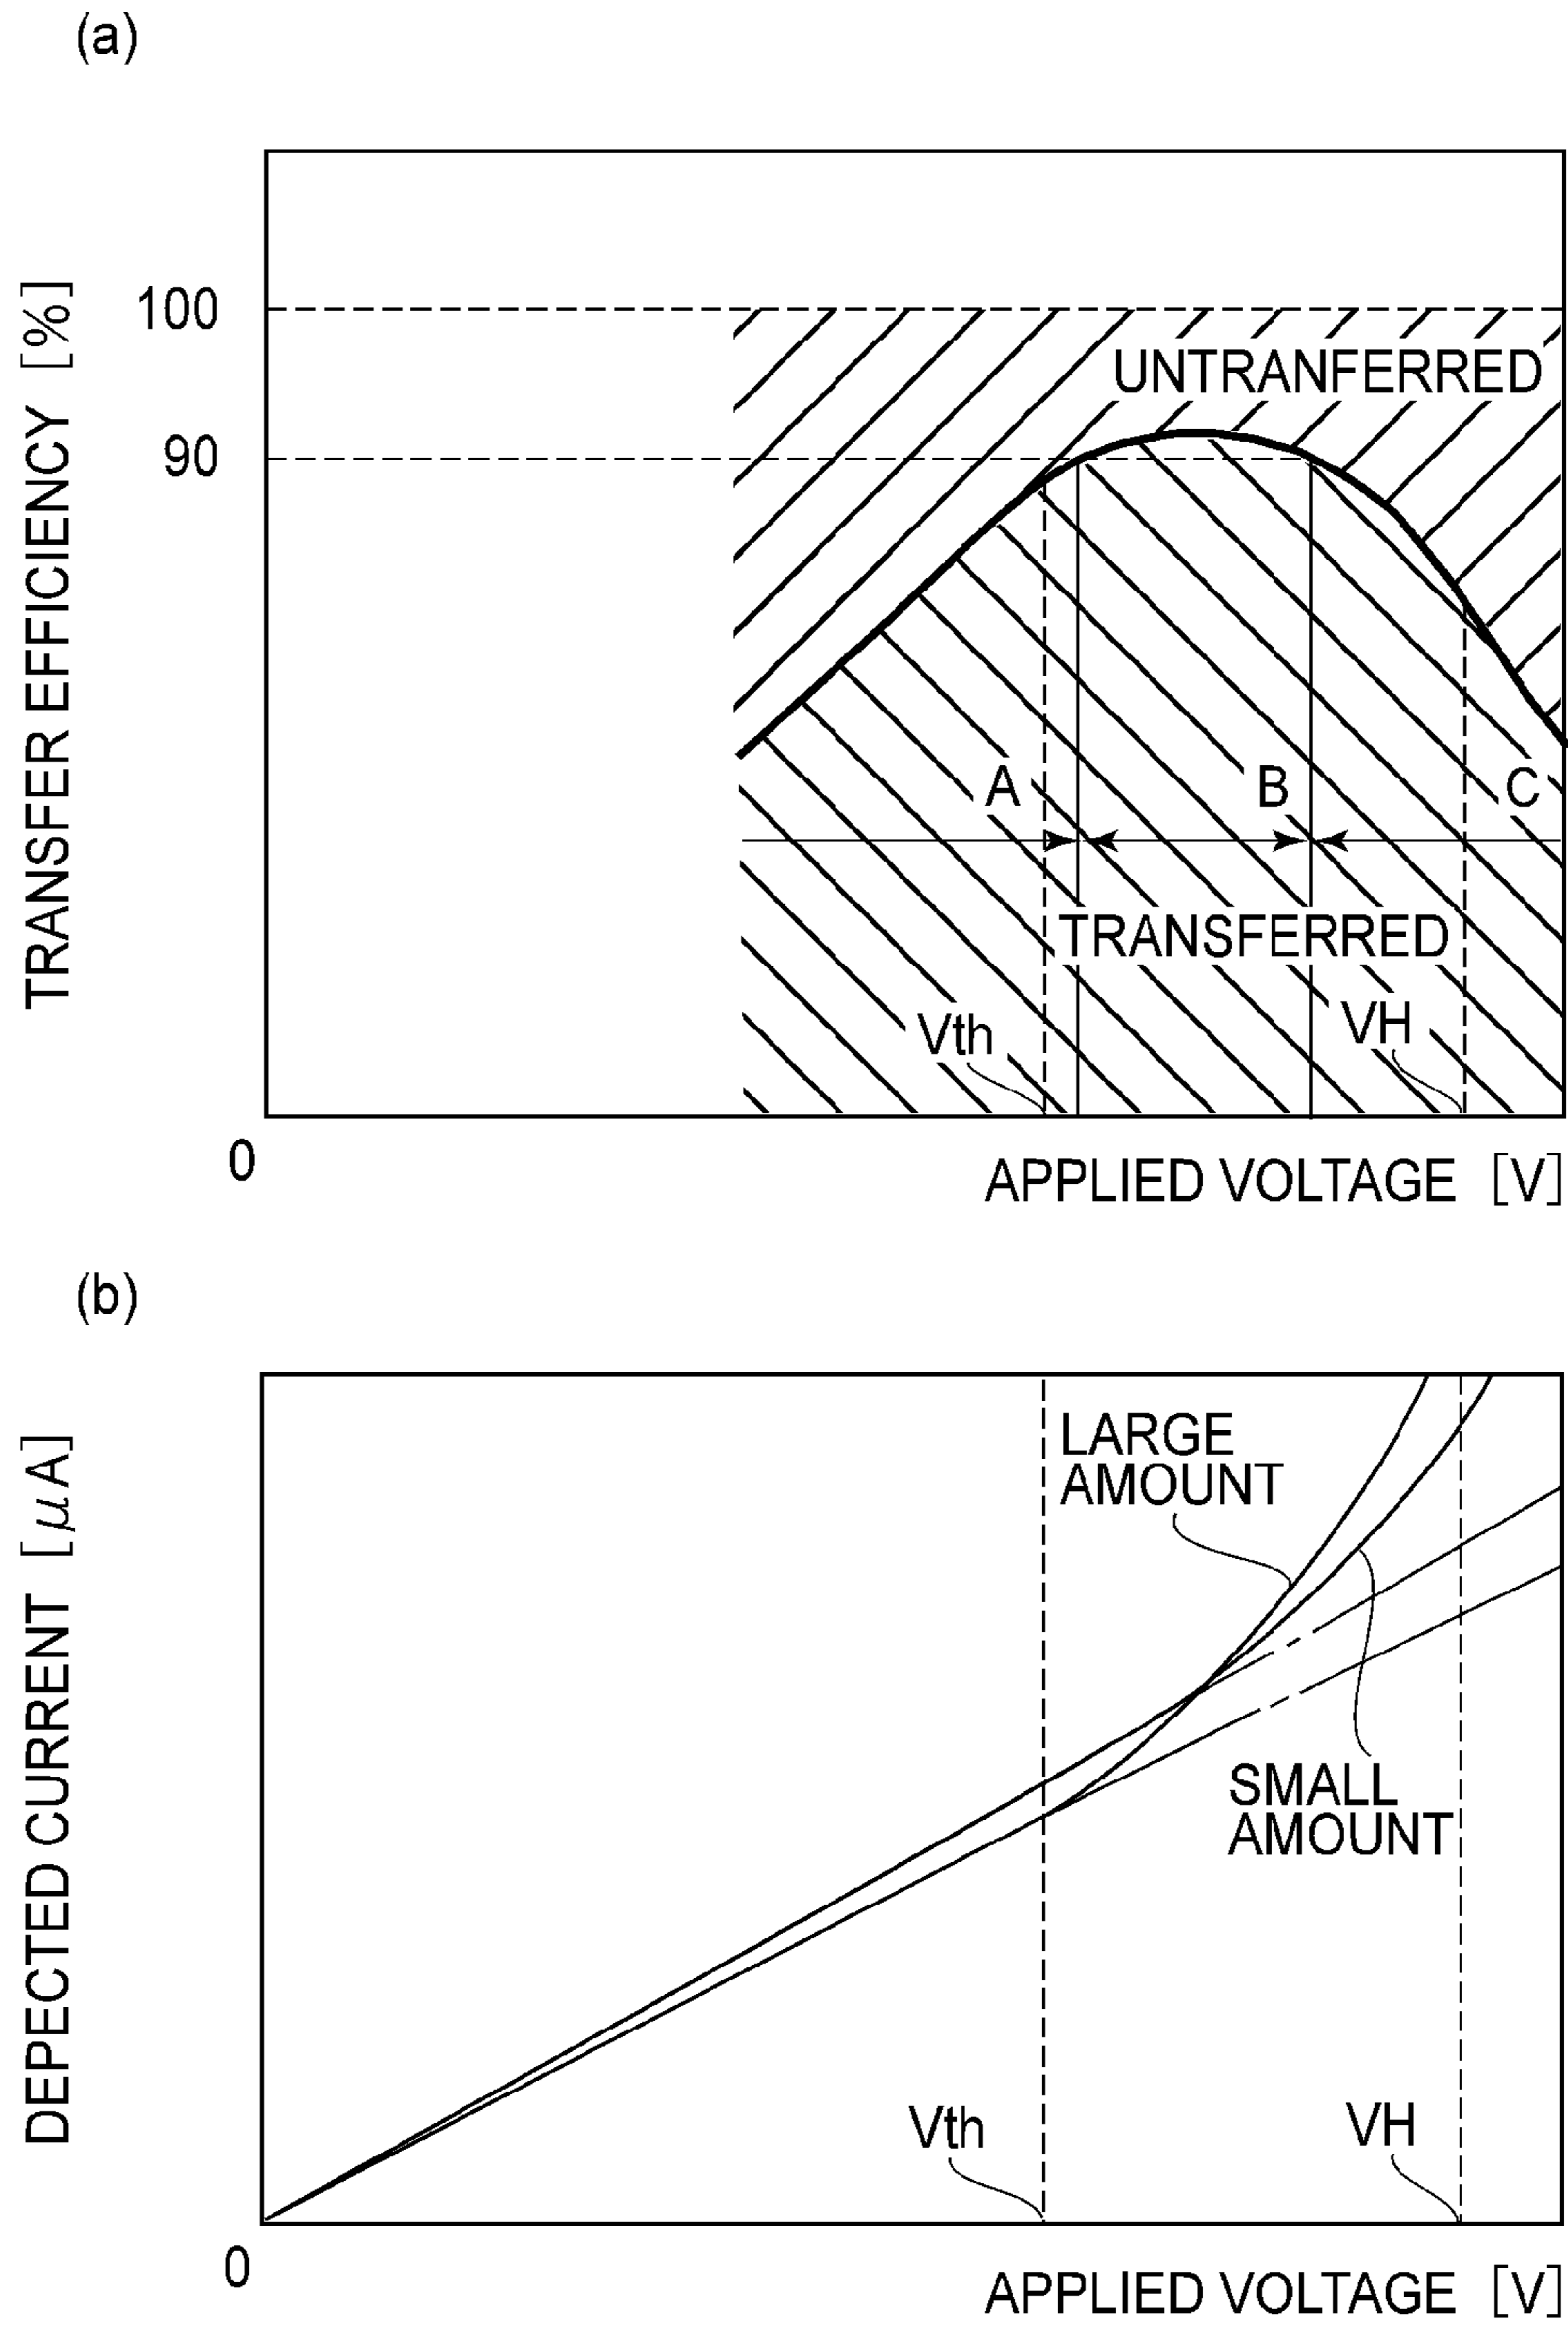 (a)
TRANSFER EFFICIENCY [%]
100
90
UNTRANFERRED
A
B
C
TRANSFERRED
Vth
VH
0
APPLIED VOLTAGE [V]
(b)
DEPECTED CURRENT [μA]
LARGE
AMOUNT
SMALL
AMOUNT
Vth
VH
0
APPLIED VOLTAGE [V]